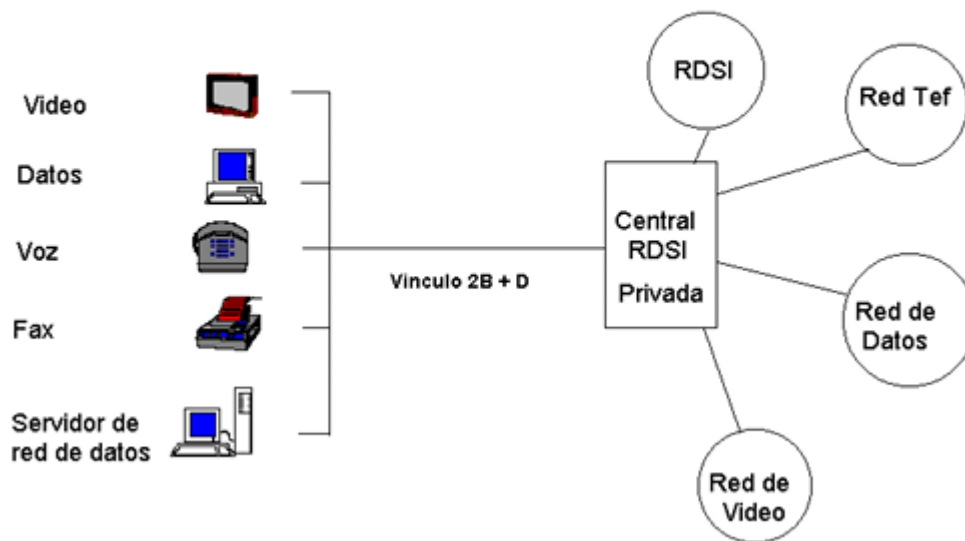 Video
Datos
Voz
Fax
Servidor de
red de datos
Vinculo 2B + D
Central
RDSI
Privada
RDSI
Red Tef
Red de
Datos
Red de
Video